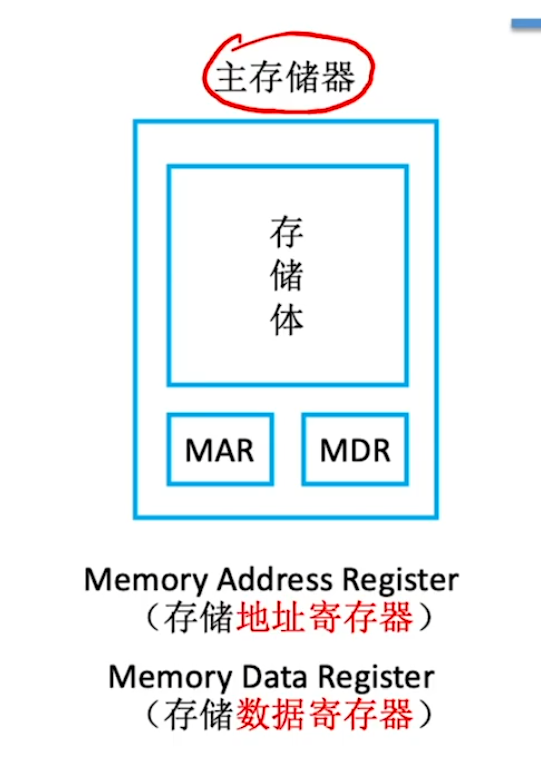 主存储器
存
储
体
MAR
MDR
Memory Address Register
（存储地址寄存器）
Memory Data Register
（存储数据寄存器）